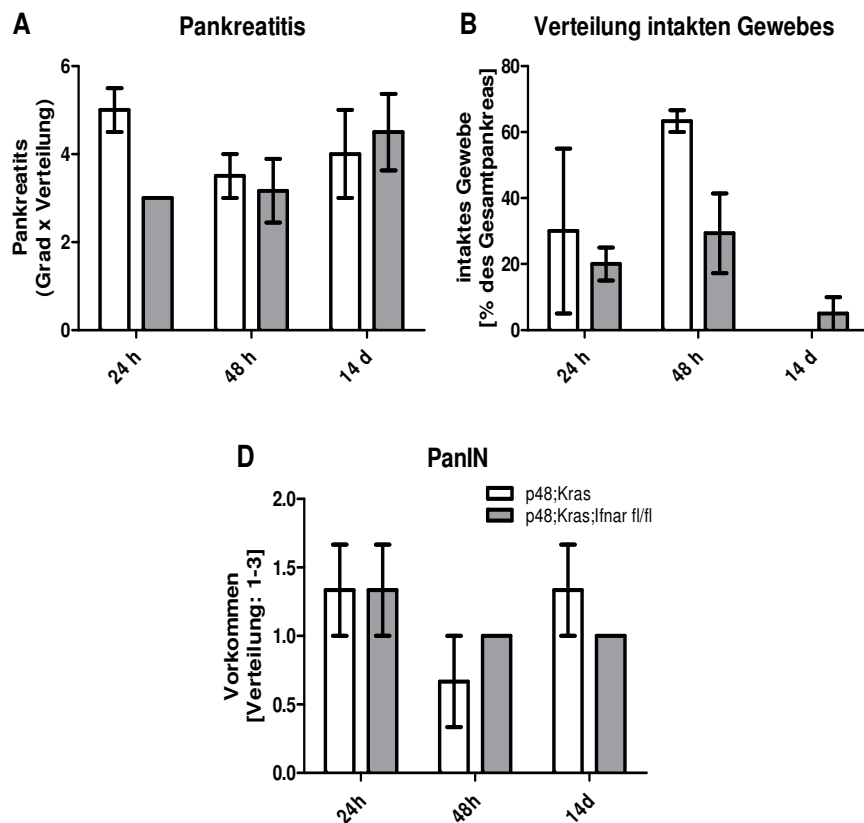 A
Pankreatitis
Pankreatits
(Grad x Verteilung)
6
4
2
0
24 h
48 h
14 d
B
Verteilung intakten Gewebes
intaktes Gewebe
[% des Gesamtpankreas]
80
60
40
20
0
24 h
48 h
14 d
D
PanIN
p48;Kras
p48;Kras;Ifnar fl/fl
Vorkommen
[Verteilung: 1-3]
2.0
1.5
1.0
0.5
0.0
24h
48h
14d